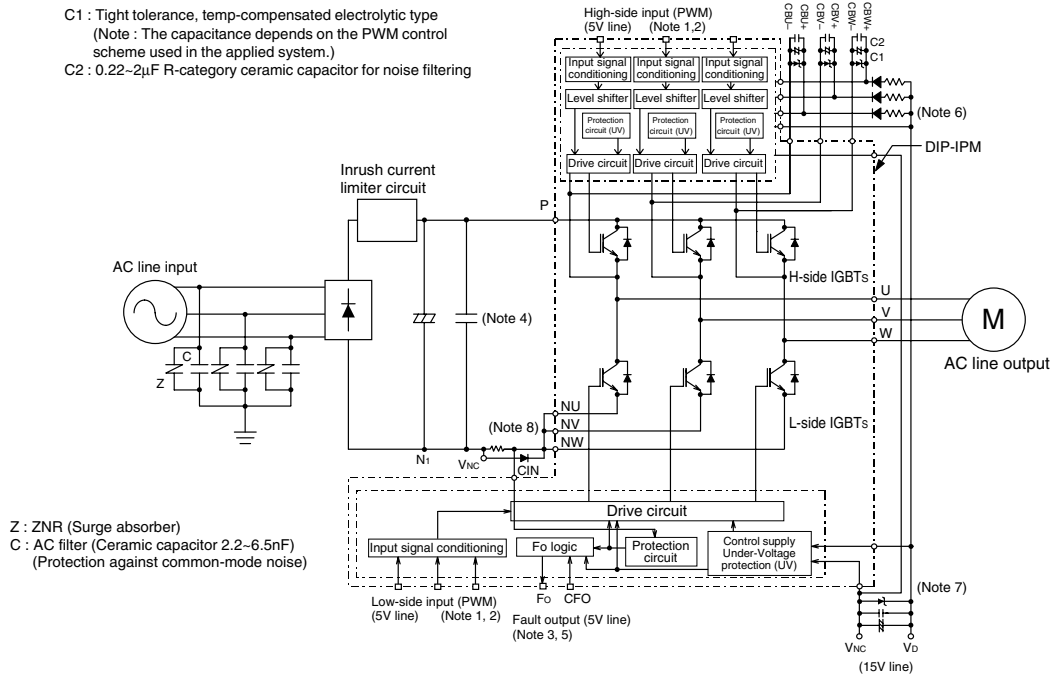 C1 : Tight tolerance, temp-compensated electrolytic type
(Note : The capacitance depends on the PWM control
scheme used in the applied system.)
C2 : 0.22~2μF R-category ceramic capacitor for noise filtering
High-side input (PWM)
(5V line) (Note 1,2)
CBU–
CBU+
CBV–
CBV+
CBW–
CBW+
C2
C1
Input signal conditioning
Input signal conditioning
Input signal conditioning
Level shifter
Level shifter
Level shifter
Protection circuit (UV)
Protection circuit (UV)
Protection circuit (UV)
Drive circuit
Drive circuit
Drive circuit
(Note 6)
DIP-IPM
Inrush current
limiter circuit
P
AC line input
H-side IGBTs
U
V
W
M
AC line output
(Note 4)
C
Z
NU
NV
NW
(Note 8)
L-side IGBTs
N1
VNC
CIN
Drive circuit
Z : ZNR (Surge absorber)
C : AC filter (Ceramic capacitor 2.2~6.5nF)
(Protection against common-mode noise)
Input signal conditioning
Fo logic
Protection
circuit
Control supply
Under-Voltage
protection (UV)
(Note 7)
Low-side input (PWM)
(5V line) (Note 1, 2)
FO
CFO
Fault output (5V line)
(Note 3, 5)
VNC
VD
(15V line)